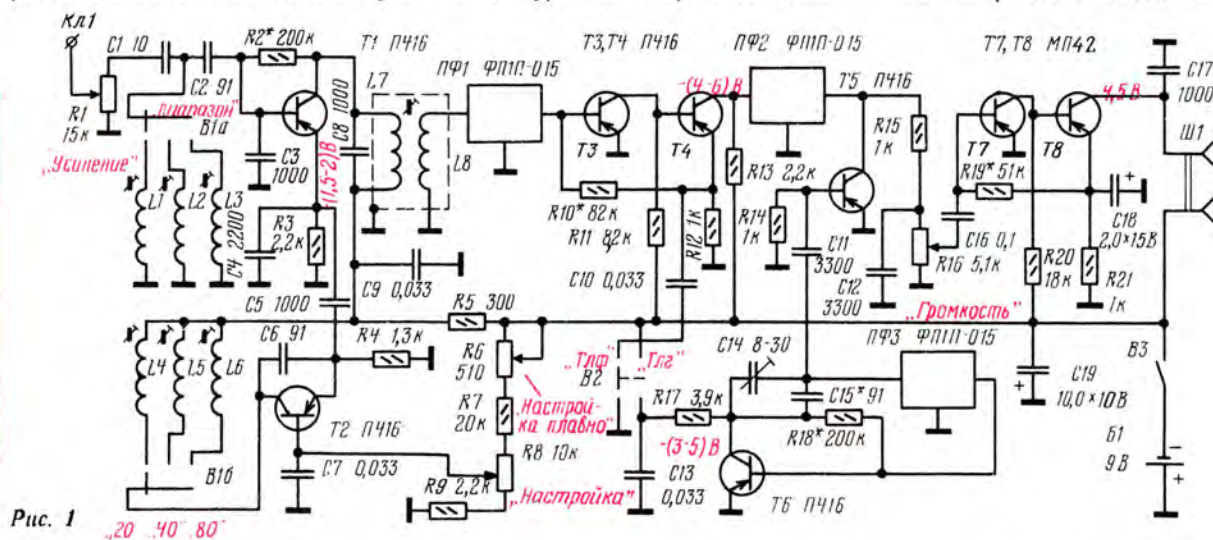 Кл1
C1 10
R1
15к
„Усиление"
C2 91
„Диапазон"
В1а
R2* 200к
T1 П416
C3
1000
-(1,5-2)В
C8 1000
L1
L2
L3
C4 2200
R3
2,2к
L7
L8
ПФ1 ФП1П-015
T3,T4 П416
-(4-6)В
T3
T4
ПФ2 ФП1П-015
T5 П416
R15
1к
T7, T8 МП42
4,5В
C17
1000
Ш1
T7
T8
R19* 51к
C18
2,0×15В
R10* 82к
R11 82к
R12 1к
R13 2,2к
R14
1к
C11
3300
C12
3300
R16 5,1к
C16 0,1
R20
18к
R21
1к
„Громкость"
C9 0,033
C10 0,033
C5 1000
C6 91
R4 1,3к
R5 300
R6
510
R7
20к
„Настрой-
ка плавно"
R8 10к
„Настройка"
R9 2,2к
L4
L5
L6
В1б
„20 „40 „80"
T2 П416
C7 0,033
„Тлф"
„Тлг"
В2
C14 8-30
R17 3,9к
-(3-5)В
C13
0,033
C15* 91
R18* 200к
T6 П416
ПФ3 ФП1П-015
C19
10,0×10В
В3
Б1
9В
Рис. 1